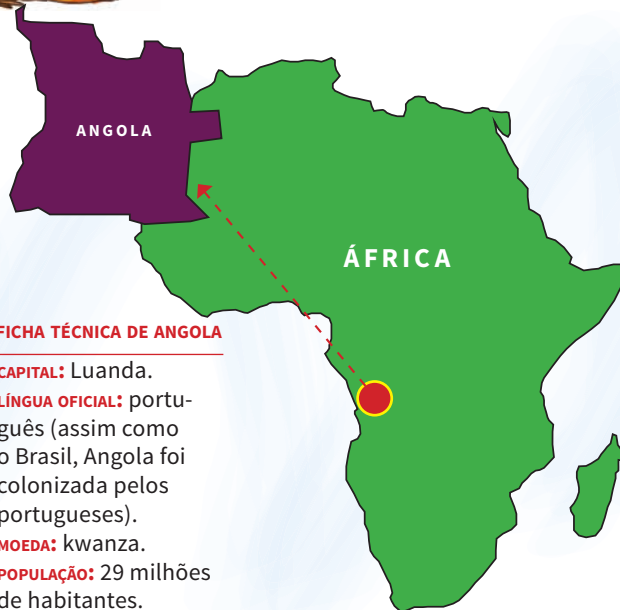 ANGOLA
ÁFRICA
FICHA TÉCNICA DE ANGOLA
CAPITAL: Luanda.
LÍNGUA OFICIAL: portu-
guês (assim como
o Brasil, Angola foi
colonizada pelos
portugueses).
MOEDA: kwanza.
POPULAÇÃO: 29 milhões
de habitantes.